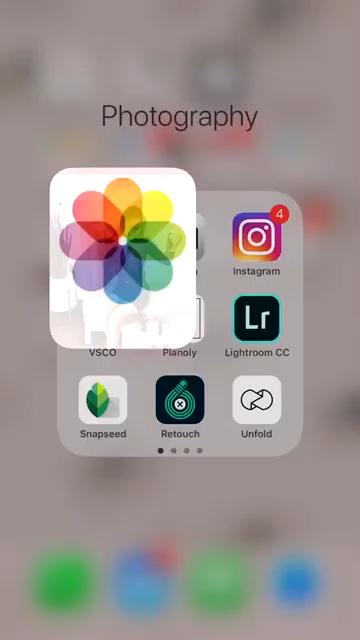 Photography
4
Instagram
Lr
VSCO
Planoly
Lightroom CC
Snapseed
Retouch
Unfold